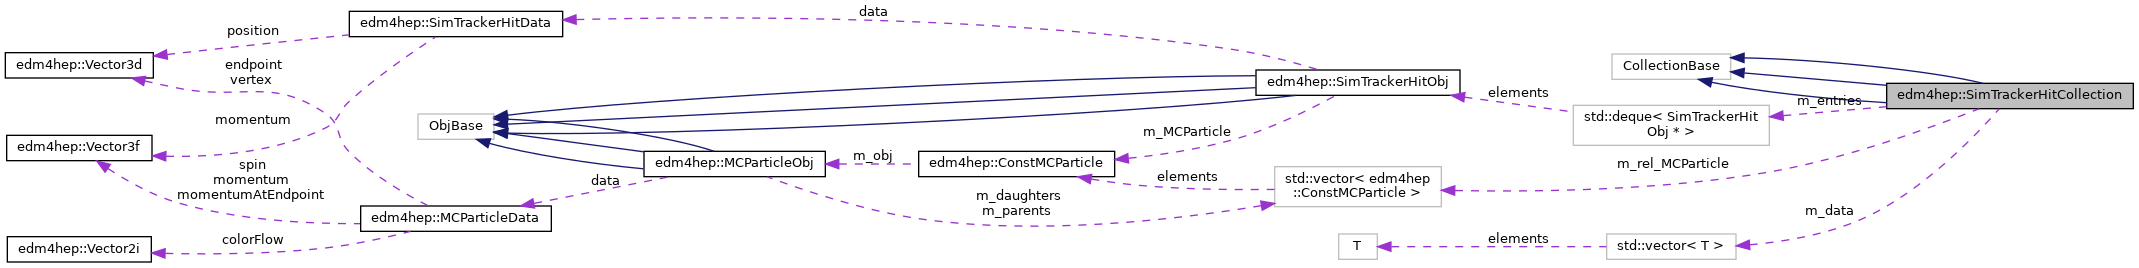 data
edm4hep::SimTrackerHitData
position
edm4hep::Vector3d
endpoint
vertex
CollectionBase
edm4hep::SimTrackerHitObj
elements
edm4hep::SimTrackerHitCollection
m_entries
std::deque< SimTrackerHit
Obj * >
momentum
ObjBase
m_MCParticle
edm4hep::Vector3f
edm4hep::MCParticleObj
m_obj
edm4hep::ConstMCParticle
m_rel_MCParticle
spin
momentum
momentumAtEndpoint
data
elements
std::vector< edm4hep
::ConstMCParticle >
m_daughters
m_parents
edm4hep::MCParticleData
m_data
colorFlow
edm4hep::Vector2i
T
elements
std::vector< T >